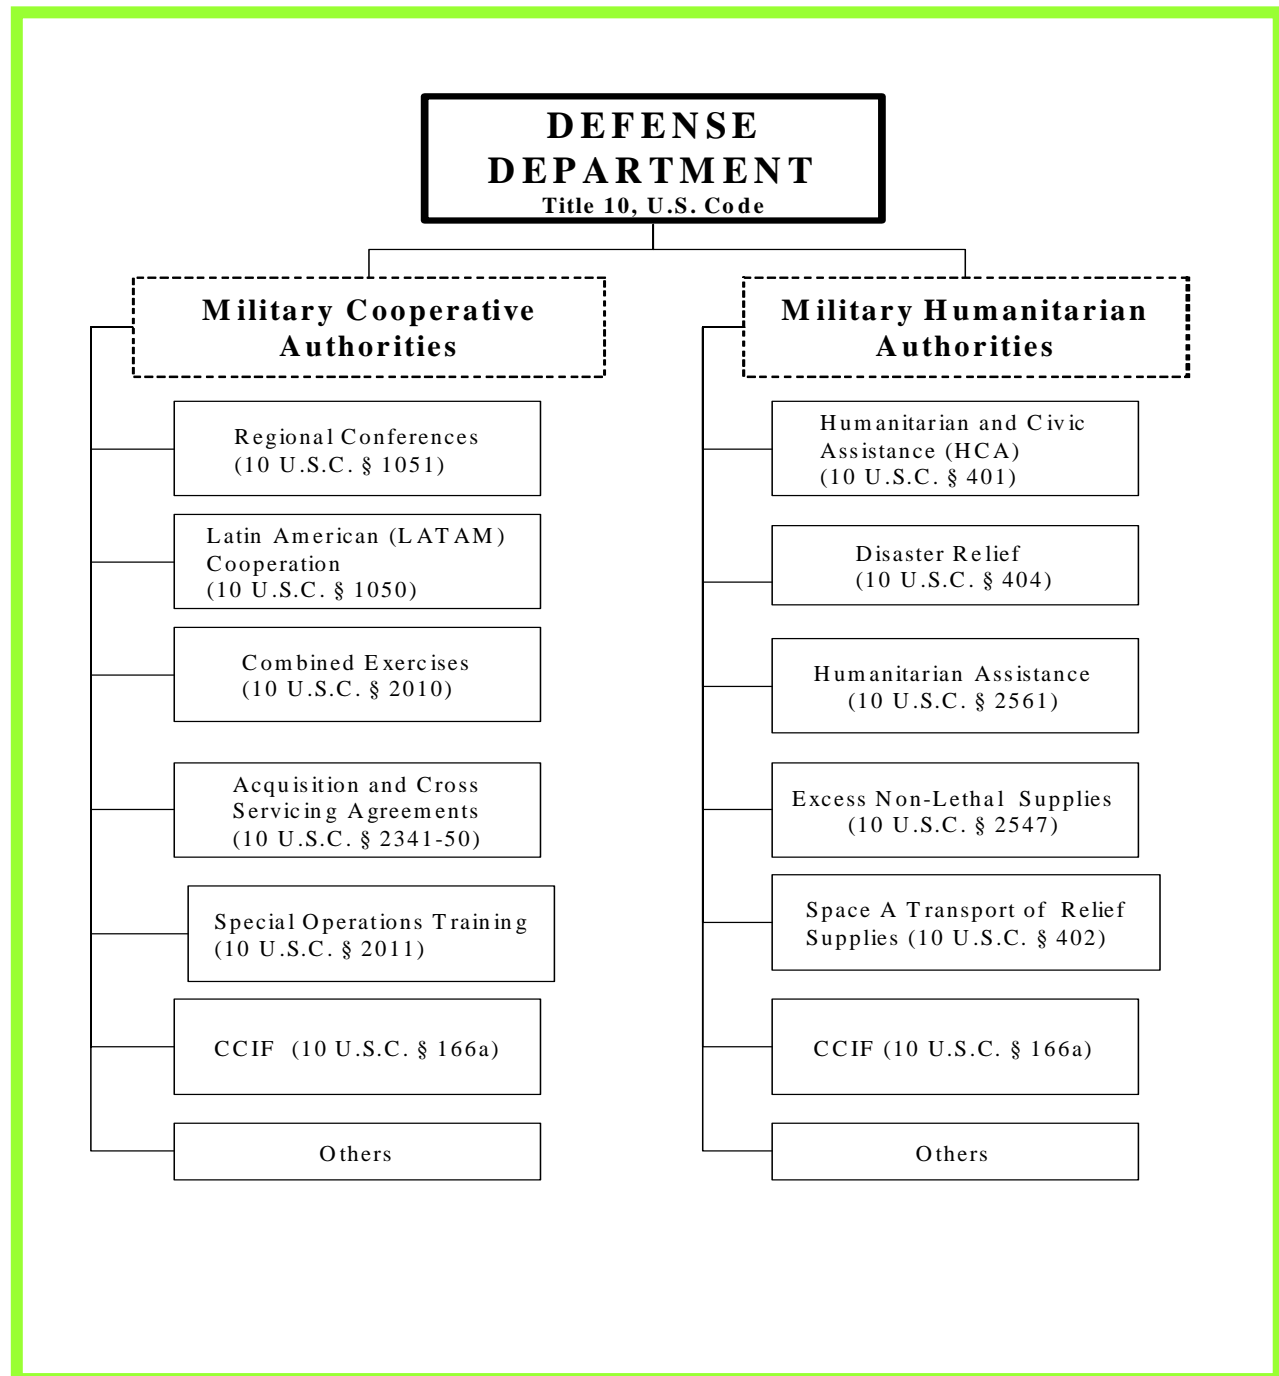 DEFENSE
DEPARTMENT
Title 10, U.S. Code
Military Cooperative
Authorities
Regional Conferences
(10 U.S.C. § 1051)
Latin American (LATAM)
Cooperation
(10 U.S.C. § 1050)
Combined Exercises
(10 U.S.C. § 2010)
Acquisition and Cross
Servicing Agreements
(10 U.S.C. § 2341-50)
Special Operations Training
(10 U.S.C. § 2011)
CCIF (10 U.S.C. § 166a)
Others
Military Humanitarian
Authorities
Humanitarian and Civic
Assistance (HCA)
(10 U.S.C. § 401)
Disaster Relief
(10 U.S.C. § 404)
Humanitarian Assistance
(10 U.S.C. § 2561)
Excess Non-Lethal Supplies
(10 U.S.C. § 2547)
Space A Transport of Relief
Supplies (10 U.S.C. § 402)
CCIF (10 U.S.C. § 166a)
Others